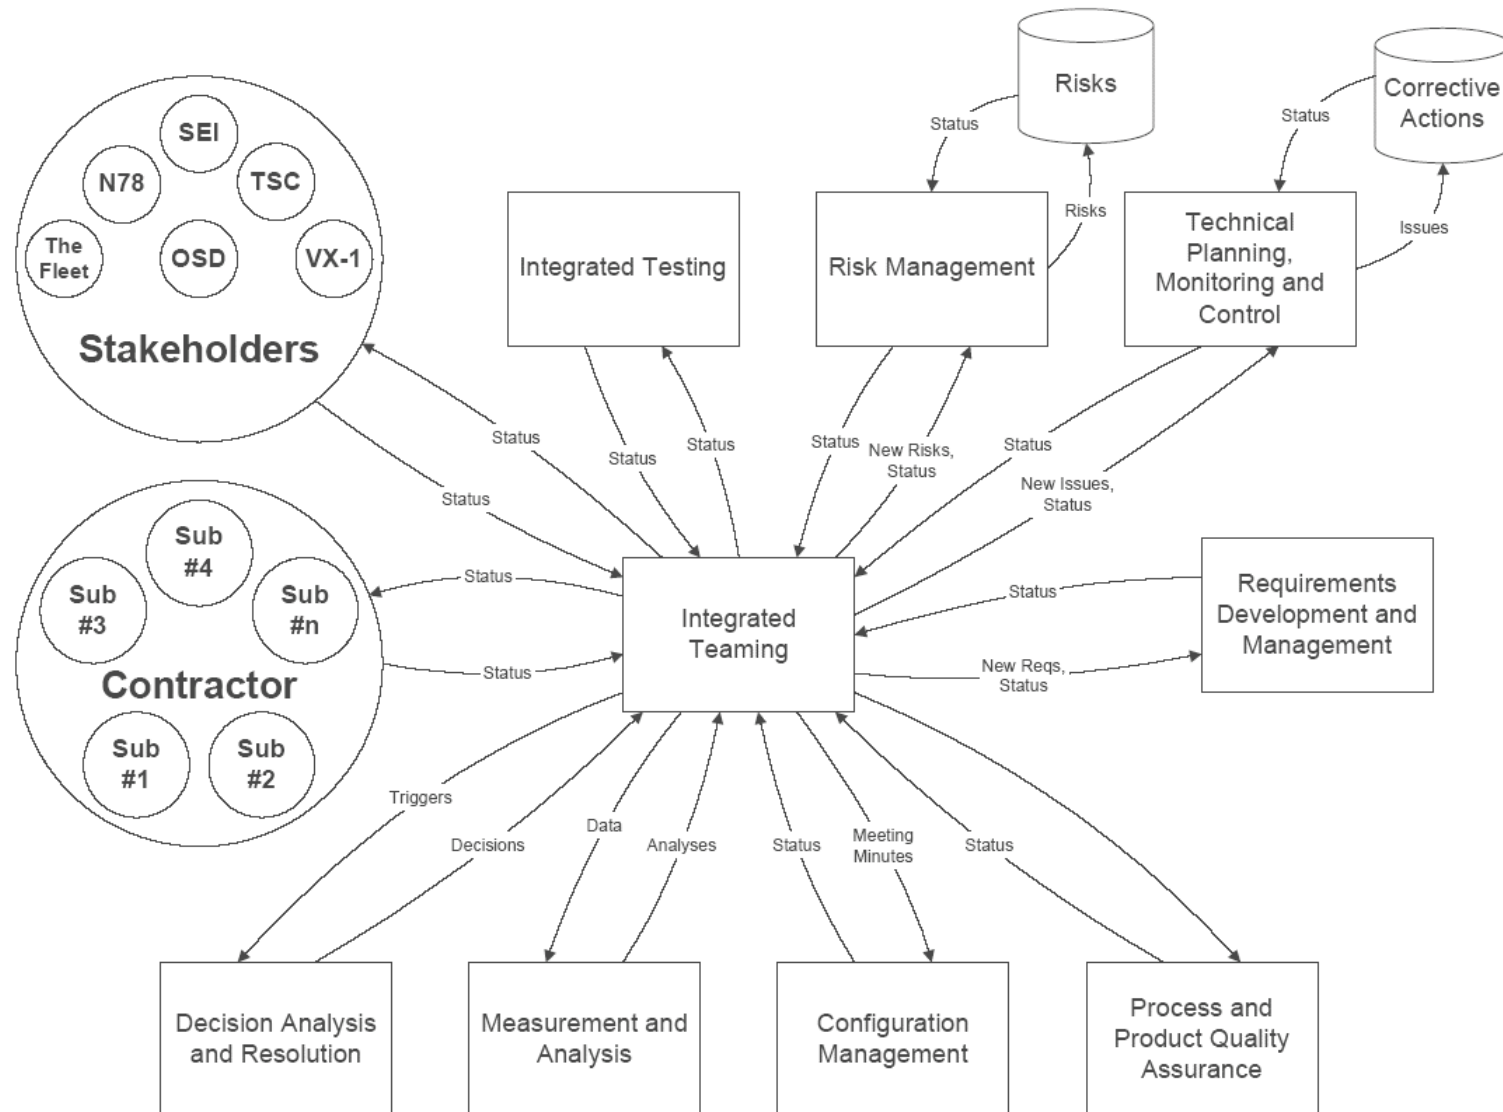 Risks
Corrective
Actions
Status
Status
Risks
Issues
SEI
N78
TSC
The
Fleet
OSD
VX-1
Stakeholders
Integrated Testing
Risk Management
Technical
Planning,
Monitoring and
Control
Status
Status
Status
Status
Status
New Risks,
Status
Status
New Issues,
Status
Sub
#4
Sub
#3
Sub
#n
Contractor
Sub
#1
Sub
#2
Status
Status
Integrated
Teaming
Status
New Reqs,
Status
Requirements
Development and
Management
Triggers
Decisions
Data
Analyses
Status
Meeting
Minutes
Status
Decision Analysis
and Resolution
Measurement and
Analysis
Configuration
Management
Process and
Product Quality
Assurance